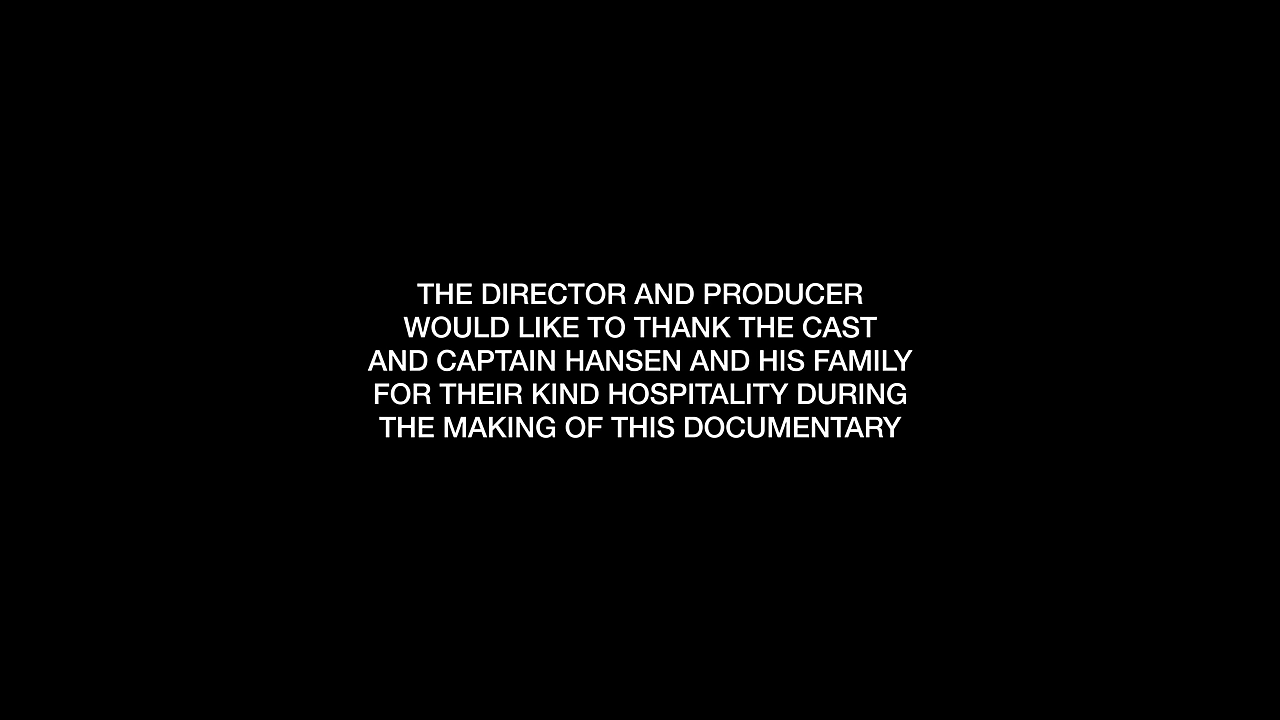 THE DIRECTOR AND PRODUCER
WOULD LIKE TO THANK THE CAST
AND CAPTAIN HANSEN AND HIS FAMILY
FOR THEIR KIND HOSPITALITY DURING
THE MAKING OF THIS DOCUMENTARY